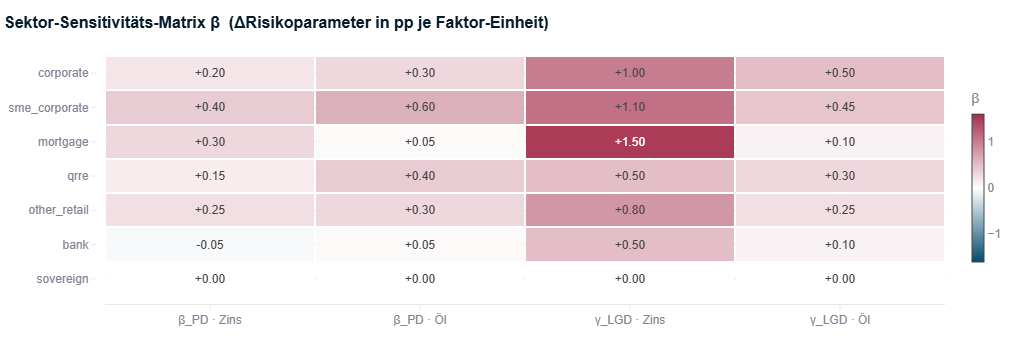 Sektor-Sensitivitäts-Matrix β (ΔRisikoparameter in pp je Faktor-Einheit)
corporate +0.20 +0.30 +1.00 +0.50
sme_corporate +0.40 +0.60 +1.10 +0.45
mortgage +0.30 +0.05 +1.50 +0.10
qrre +0.15 +0.40 +0.50 +0.30
other_retail +0.25 +0.30 +0.80 +0.25
bank -0.05 +0.05 +0.50 +0.10
sovereign +0.00 +0.00 +0.00 +0.00
β_PD · Zins β_PD · Öl γ_LGD · Zins γ_LGD · Öl
β
1
0
−1